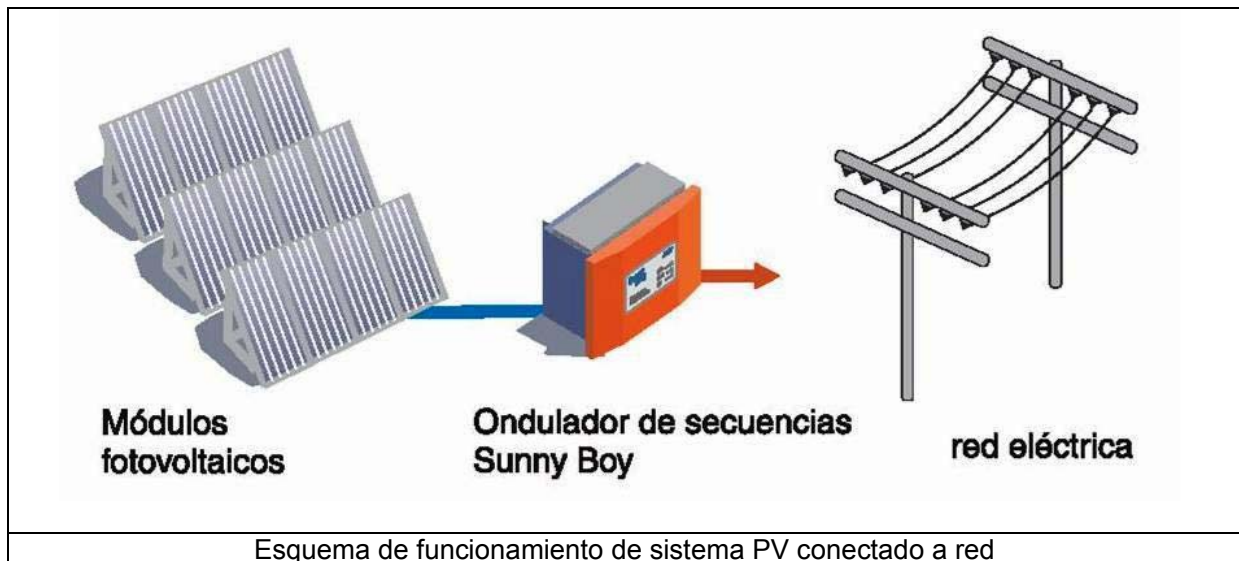 Módulos
fotovoltaicos
Ondulador de secuencias
Sunny Boy
red eléctrica
Esquema de funcionamiento de sistema PV conectado a red